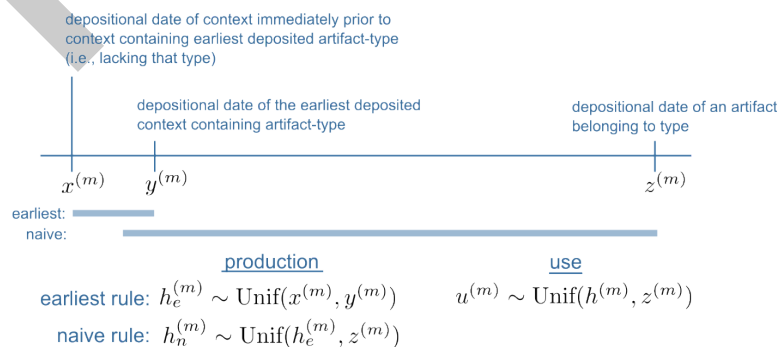 depositional date of context immediately prior to
context containing earliest deposited artifact-type
(i.e., lacking that type)
depositional date of the earliest deposited
context containing artifact-type
depositional date of an artifact
belonging to type
x^(m) y^(m) z^(m)
earliest:
naive:
production use
earliest rule: h_e^(m) ∼ Unif(x^(m), y^(m)) u^(m) ∼ Unif(h^(m), z^(m))
naive rule: h_n^(m) ∼ Unif(h_e^(m), z^(m))